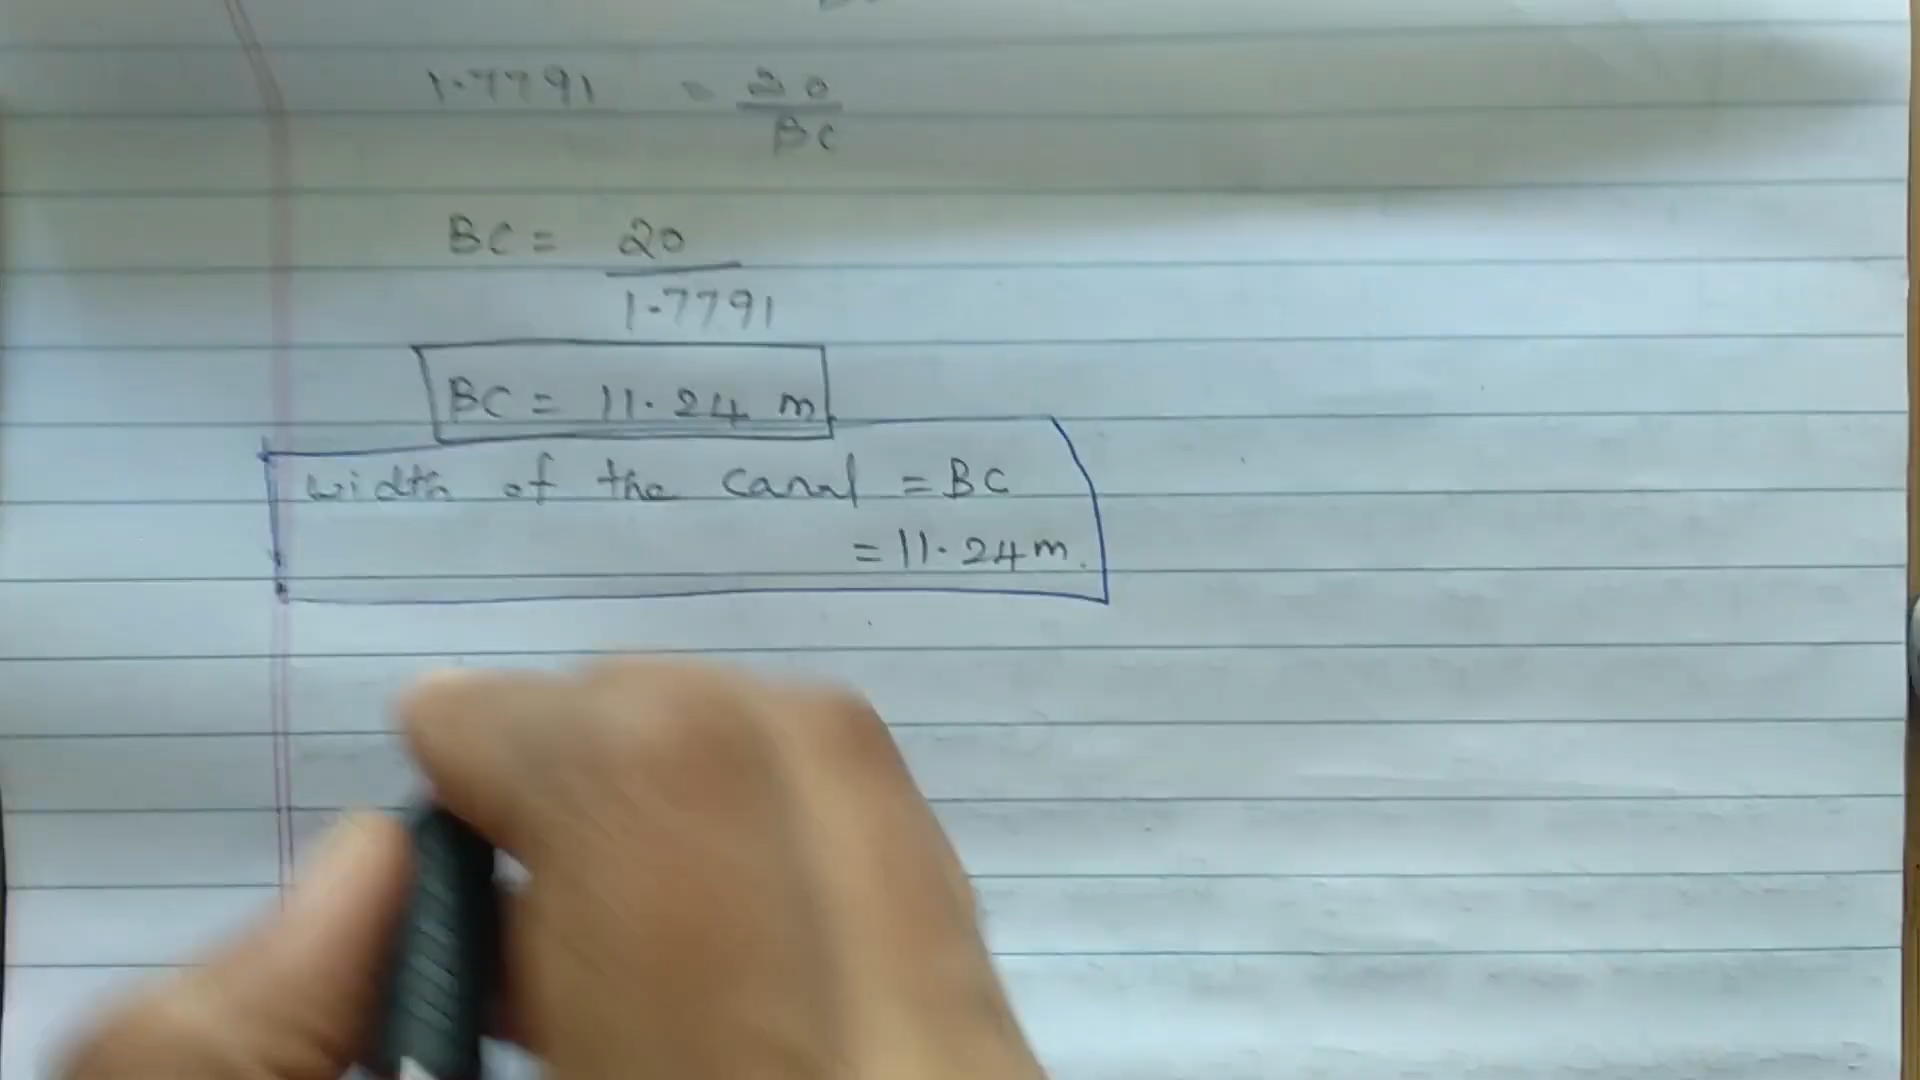 1.7791 = 20
BC
BC = 20
1.7791
BC = 11.24 m
width of the canal = BC
= 11.24m.